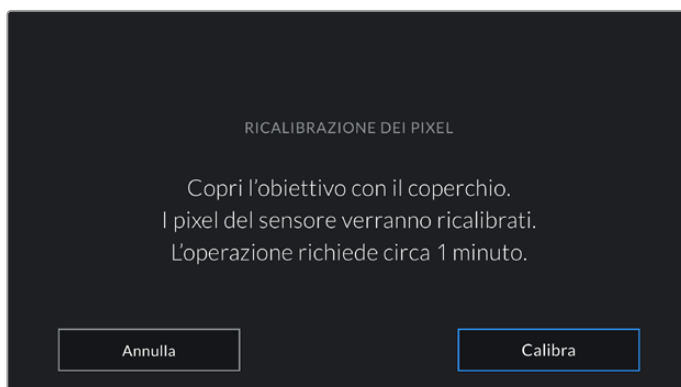 RICALIBRAZIONE DEI PIXEL
Copri l’obiettivo con il coperchio.
I pixel del sensore verranno ricalibrati.
L’operazione richiede circa 1 minuto.
Annulla
Calibra